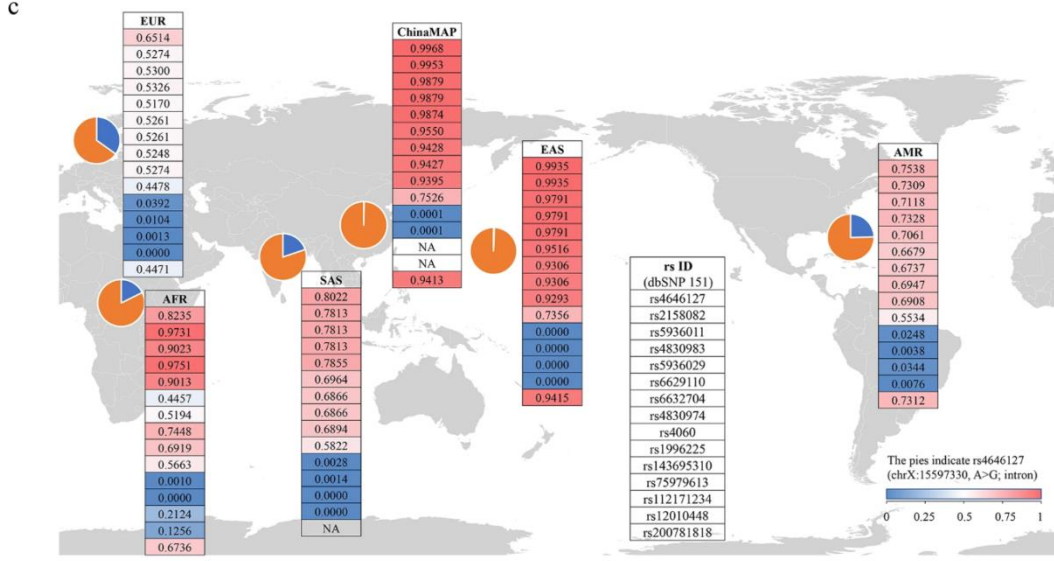 c
EUR
0.6514
0.5274
0.5300
0.5326
0.5170
0.5261
0.5261
0.5248
0.5274
0.4478
0.0392
0.0104
0.0013
0.0000
0.4471
AFR
0.8235
0.9731
0.9023
0.9751
0.9013
0.4457
0.5194
0.7448
0.6919
0.5663
0.0010
0.0000
0.2124
0.1256
0.6736
SAS
0.8022
0.7813
0.7813
0.7813
0.7855
0.6964
0.6866
0.6866
0.6894
0.5822
0.0028
0.0014
0.0000
0.0000
NA
ChinaMAP
0.9968
0.9953
0.9879
0.9879
0.9874
0.9550
0.9428
0.9427
0.9395
0.7526
0.0001
0.0001
NA
NA
0.9413
EAS
0.9935
0.9935
0.9791
0.9791
0.9791
0.9516
0.9306
0.9306
0.9293
0.7356
0.0000
0.0000
0.0000
0.0000
0.9415
rs ID
(dbSNP 151)
rs4646127
rs2158082
rs5936011
rs4830983
rs5936029
rs6629110
rs6632704
rs4830974
rs4060
rs1996225
rs143695310
rs75979613
rs112171234
rs12010448
rs200781818
AMR
0.7538
0.7309
0.7118
0.7328
0.7061
0.6679
0.6737
0.6947
0.6908
0.5534
0.0248
0.0038
0.0344
0.0076
0.7312
The pies indicate rs4646127
(chrX:15597330, A>G; intron)
0 0.25 0.5 0.75 1